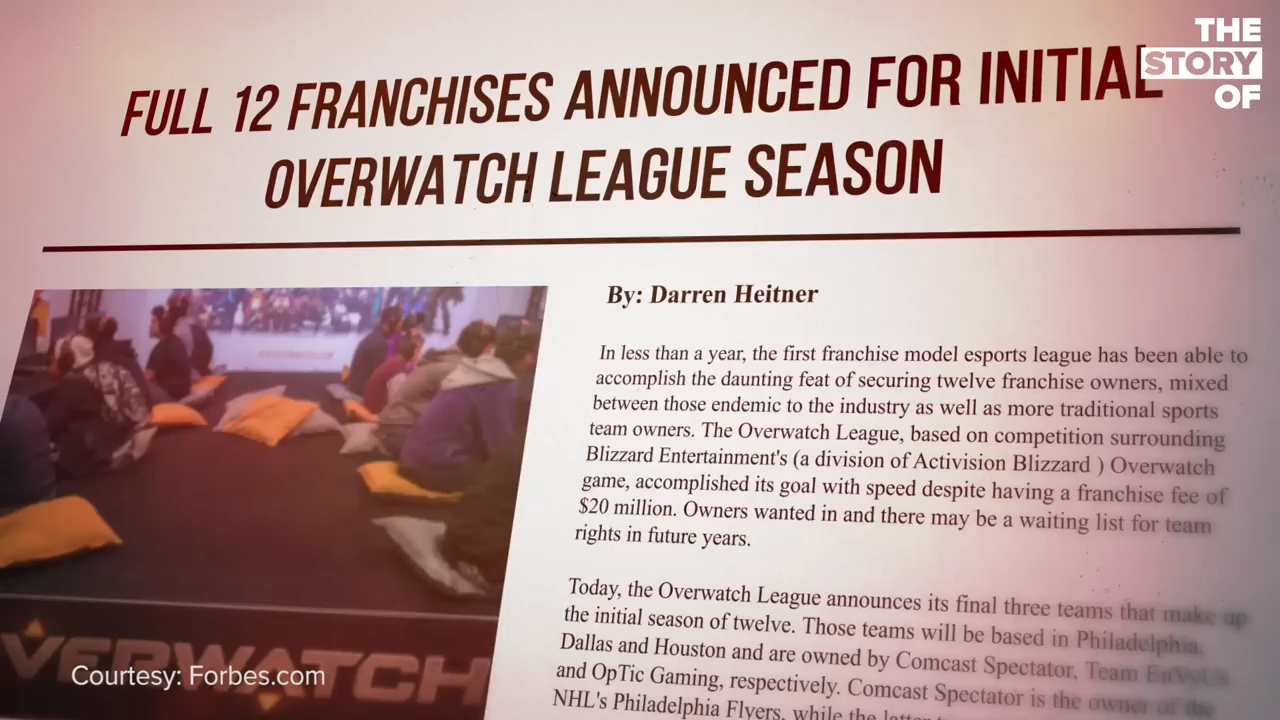 THE
STORY
OF
FULL 12 FRANCHISES ANNOUNCED FOR INITIAL
OVERWATCH LEAGUE SEASON
By: Darren Heitner
In less than a year, the first franchise model esports league has been able to
accomplish the daunting feat of securing twelve franchise owners, mixed
between those endemic to the industry as well as more traditional sports
team owners. The Overwatch League, based on competition surrounding
Blizzard Entertainment's (a division of Activision Blizzard ) Overwatch
game, accomplished its goal with speed despite having a franchise fee of
$20 million. Owners wanted in and there may be a waiting list for team
rights in future years.
Today, the Overwatch League announces its final three teams that make up
the initial season of twelve. Those teams will be based in Philadelphia,
Dallas and Houston and are owned by Comcast Spectator, Team EnVyUs
and OpTic Gaming, respectively. Comcast Spectator is the owner of the
NHL's Philadelphia Flyers, while the latter
VERWATCH
Courtesy: Forbes.com